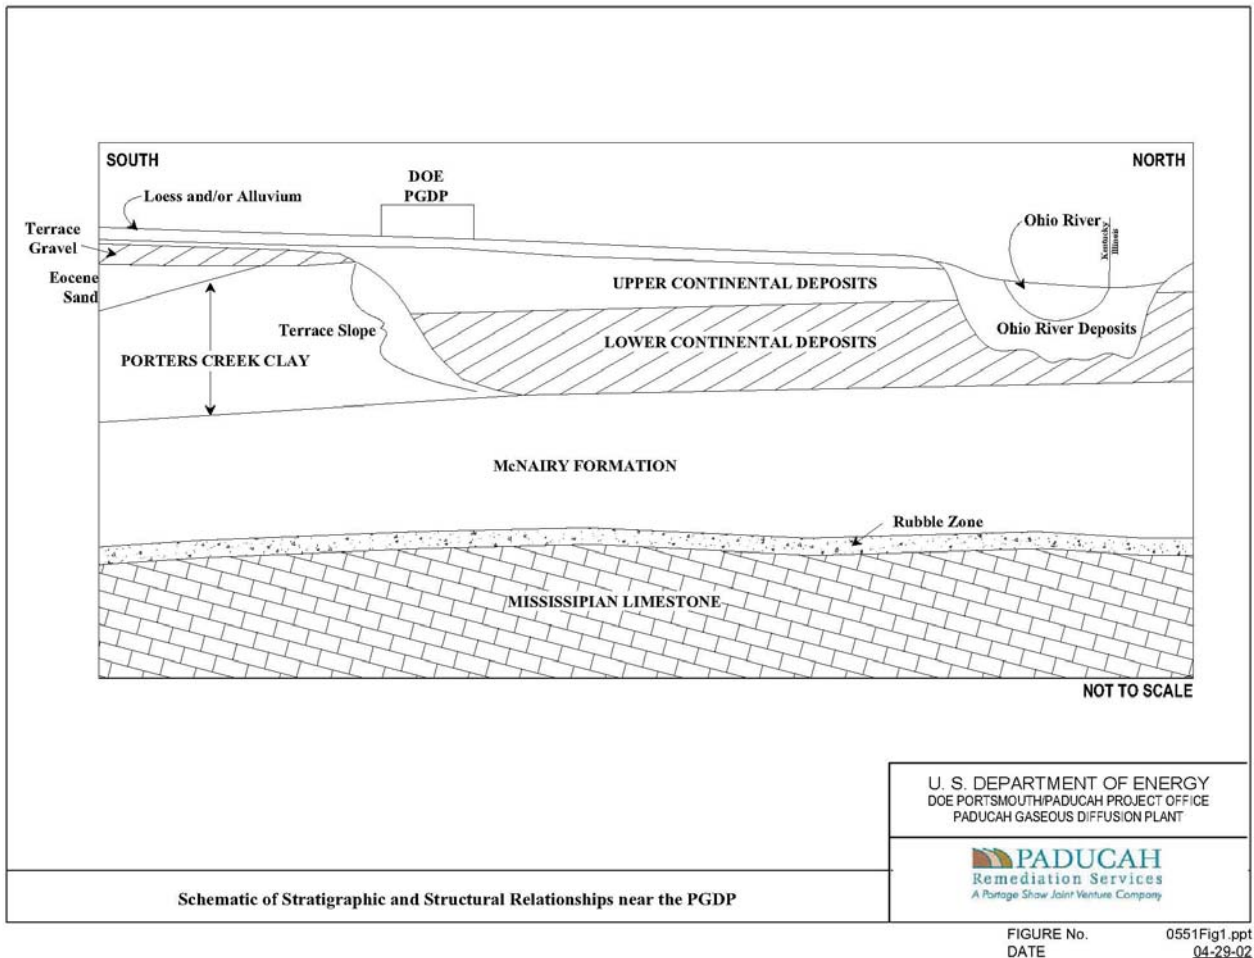 SOUTH
NORTH
DOE
PGDP
Loess and/or Alluvium
Terrace
Gravel
Eocene
Sand
Ohio River
Kentucky
Illinois
UPPER CONTINENTAL DEPOSITS
Ohio River Deposits
Terrace Slope
LOWER CONTINENTAL DEPOSITS
PORTERS CREEK CLAY
McNAIRY FORMATION
Rubble Zone
MISSISSIPIAN LIMESTONE
NOT TO SCALE
U. S. DEPARTMENT OF ENERGY
DOE PORTSMOUTH/PADUCAH PROJECT OFFICE
PADUCAH GASEOUS DIFFUSION PLANT
PADUCAH
Remediation Services
A Portage Shaw Joint Venture Company
Schematic of Stratigraphic and Structural Relationships near the PGDP
FIGURE No. 0551Fig1.ppt
DATE 04-29-02